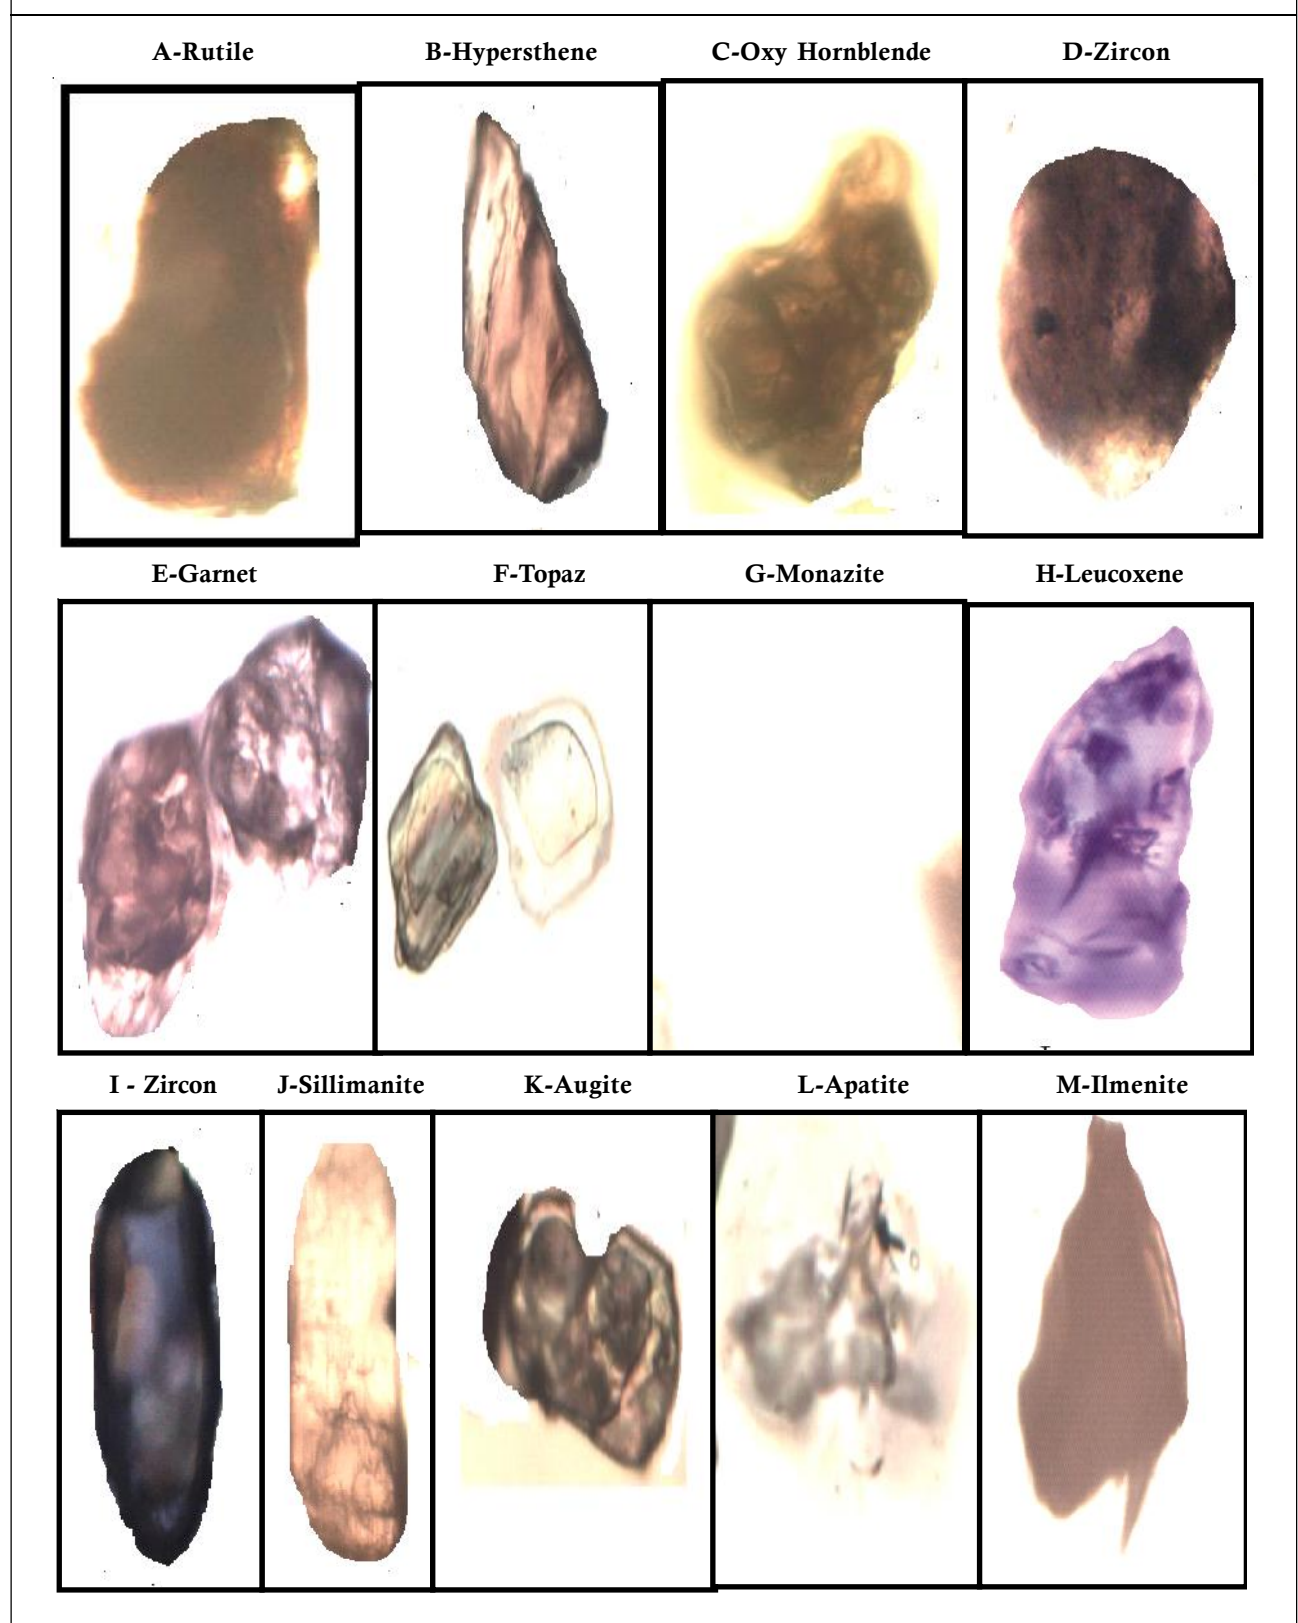 A-Rutile B-Hypersthene C-Oxy Hornblende D-Zircon
E-Garnet F-Topaz G-Monazite H-Leucoxene
I - Zircon J-Sillimanite K-Augite L-Apatite M-Ilmenite